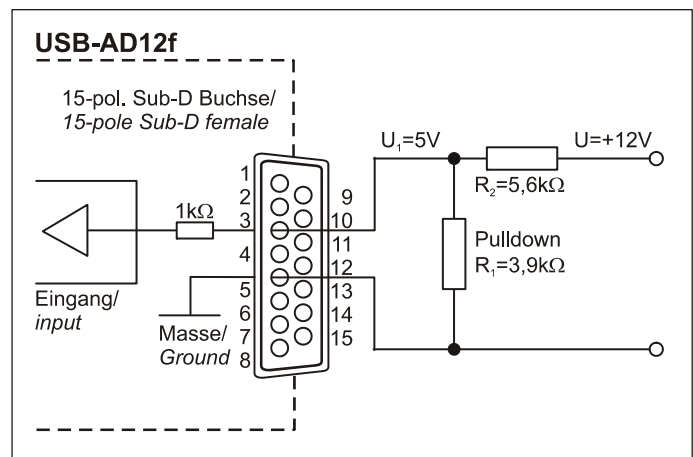 USB-AD12f
15-pol. Sub-D Buchse/
15-pole Sub-D female
U₁=5V
U=+12V
R₂=5,6kΩ
1
2
3
4
5
6
7
8
9
10
11
12
13
14
15
1kΩ
Pulldown
R₁=3,9kΩ
Eingang/
input
Masse/
Ground